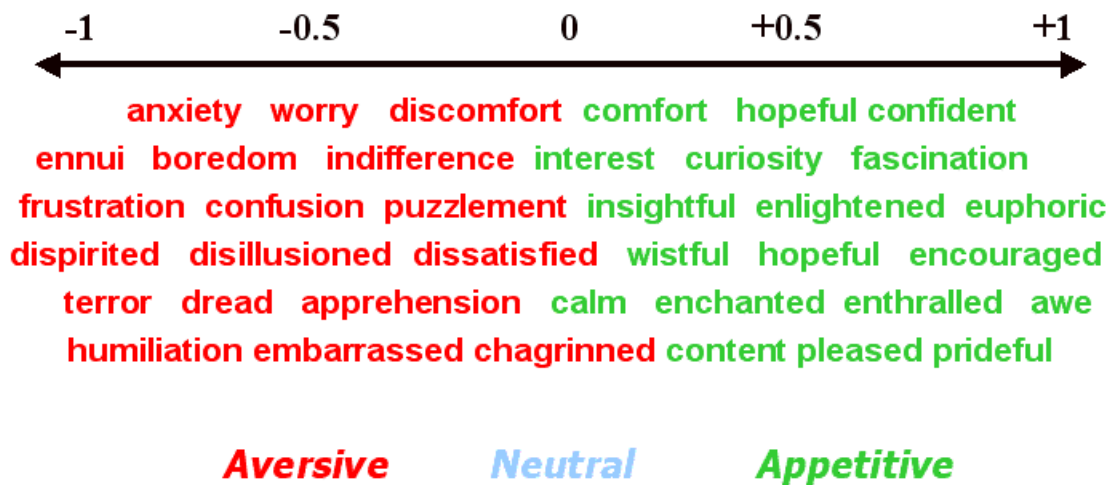 -1 -0.5 0 +0.5 +1
anxiety worry discomfort comfort hopeful confident
ennui boredom indifference interest curiosity fascination
frustration confusion puzzlement insightful enlightened euphoric
dispirited disillusioned dissatisfied wistful hopeful encouraged
terror dread apprehension calm enchanted enthralled awe
humiliation embarrassed chagrinned content pleased prideful
Aversive Neutral Appetitive